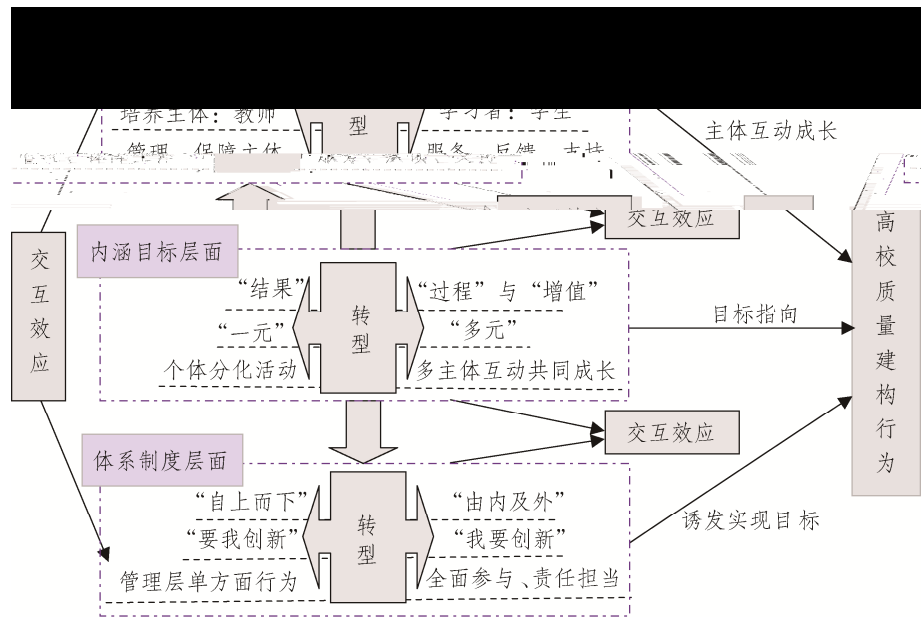 培养主体：教师
型
学习者：学生
主体互动成长
管理、保障主体
服务、反馈、支持
交互效应
高校质量建构行为
交互效应
内涵目标层面
“结果”
“过程”与“增值”
转型
“一元”
“多元”
目标指向
个体分化活动
多主体互动共同成长
交互效应
体系制度层面
“自上而下”
“由内及外”
转型
“要我创新”
“我要创新”
诱发实现目标
管理层单方面行为
全面参与、责任担当